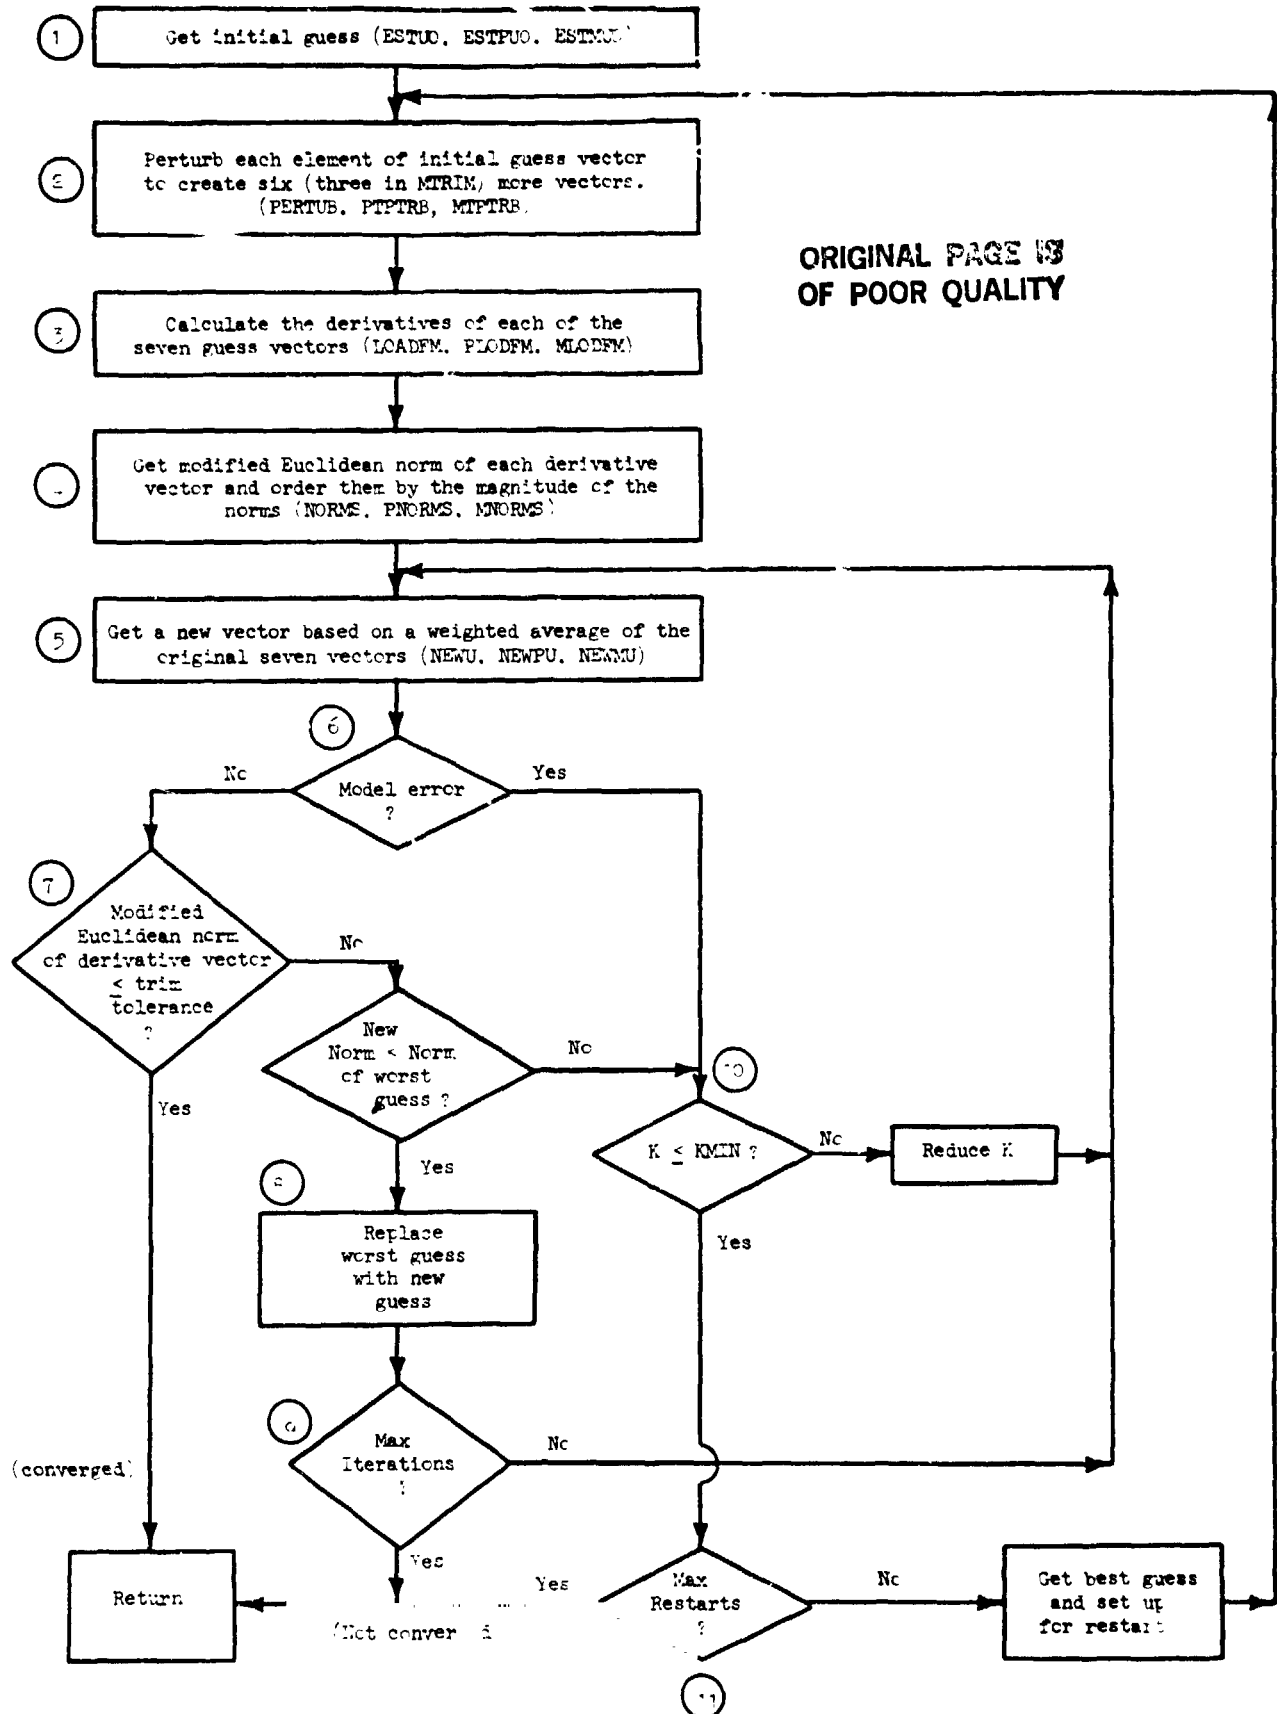 1
Get initial guess (ESTUO, ESTPUO,
2
Perturb each element of initial guess vector
to create six (three in MTRIM) more vectors.
(PERTUB, PTPTRB, MTPTRB)
ORIGINAL PAGE IS
OF POOR QUALITY
3
Calculate the derivatives of each of the
seven guess vectors (LOADFM, PLODFM, MLODFM)
Get modified Euclidean norm of each derivative
vector and order them by the magnitude of the
norms (NORMS, PNORMS, MNORMS)
5
Get a new vector based on a weighted average of the
original seven vectors (NEWU, NEWPU, NEWMU)
6
No
Model error
?
Yes
7
Modified
Euclidean norm
of derivative vector
≤ trim
tolerance
?
No
Yes
New
Norm < Norm
of worst
guess ?
No
10
K ≤ KMIN ?
No
Reduce K
Yes
Yes
Replace
worst guess
with new
guess
Max
Iterations
?
No
(converged)
Yes
Return
(Not
Yes
Max
Restarts
?
No
Get best guess
and set up
for restart
11